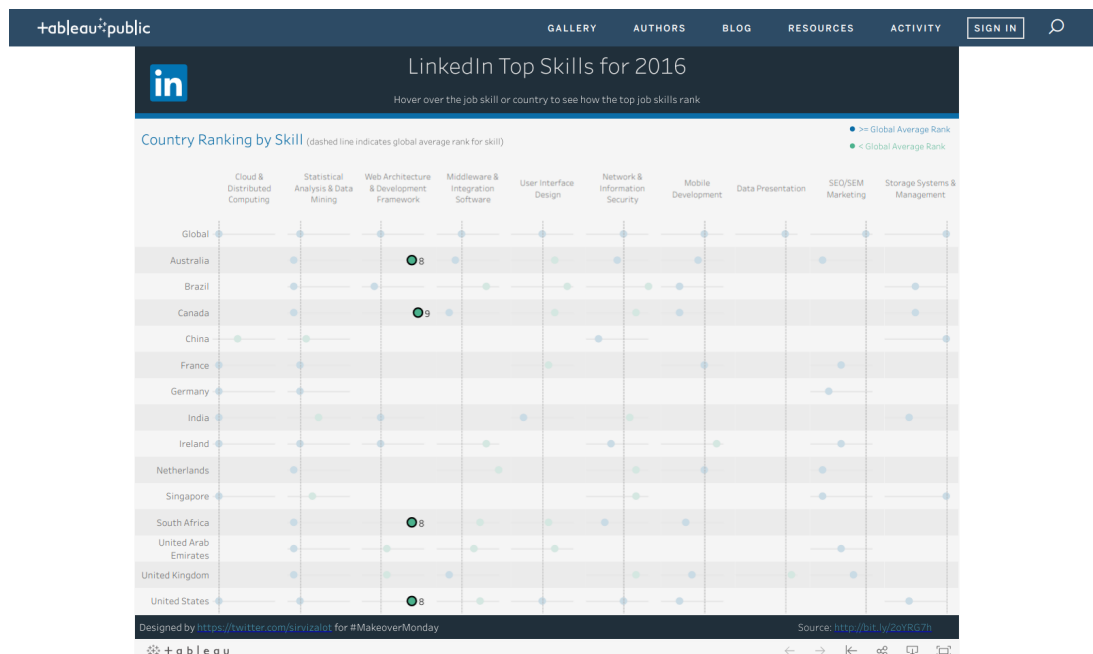 +ableau public
GALLERY AUTHORS BLOG RESOURCES ACTIVITY SIGN IN
in
LinkedIn Top Skills for 2016
Hover over the job skill or country to see how the top job skills rank
Country Ranking by Skill (dashed line indicates global average rank for skill)
>= Global Average Rank
< Global Average Rank
Cloud & Distributed Computing
Statistical Analysis & Data Mining
Web Architecture & Development Framework
Middleware & Integration Software
User Interface Design
Network & Information Security
Mobile Development
Data Presentation
SEO/SEM Marketing
Storage Systems & Management
Global
Australia 8
Brazil
Canada 9
China
France
Germany
India
Ireland
Netherlands
Singapore
South Africa 8
United Arab
Emirates
United Kingdom
United States 8
Designed by https://twitter.com/sirvizalot for #MakeoverMonday
Source: http://bit.ly/2oYRG7h
+ableau